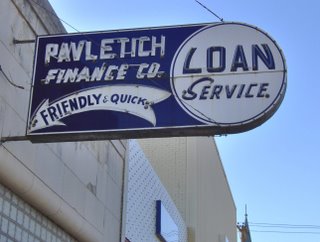 PAVLETICH
FINANCE CO.
FRIENDLY & QUICK
LOAN
SERVICE.